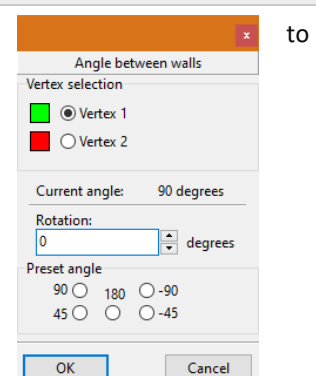 to
x
Angle between walls
Vertex selection
Vertex 1
Vertex 2
Current angle: 90 degrees
Rotation:
0 degrees
Preset angle
90 180 -90
45 -45
OK Cancel